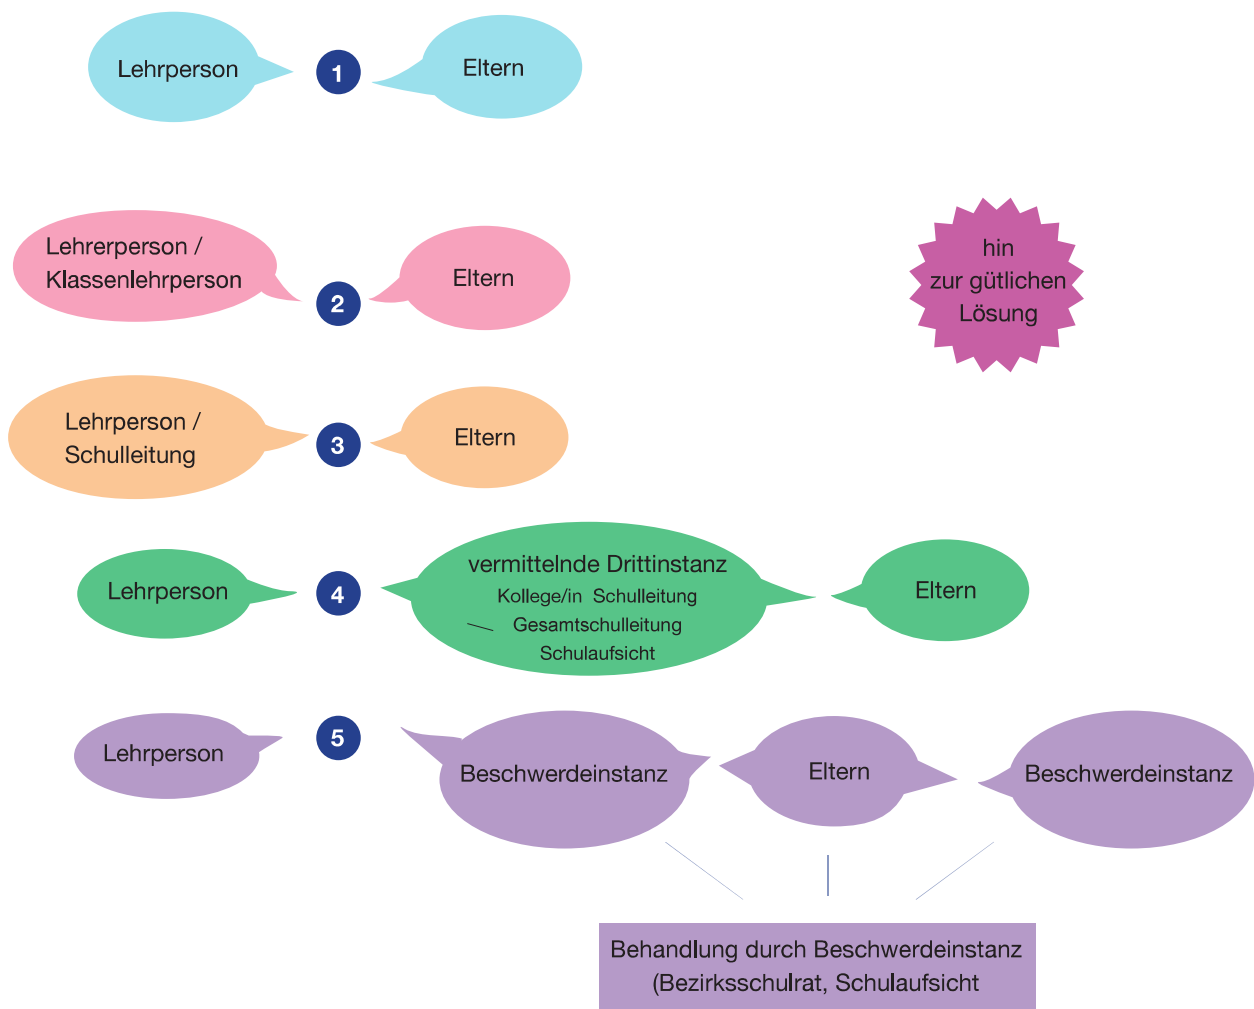 Lehrperson
1
Eltern
Lehrerperson /
Klassenlehrperson
2
Eltern
hin
zur gütlichen
Lösung
Lehrperson /
Schulleitung
3
Eltern
Lehrperson
4
vermittelnde Drittinstanz
Kollege/in Schulleitung
Gesamtschulleitung
Schulaufsicht
Eltern
Lehrperson
5
Beschwerdeinstanz
Eltern
Beschwerdeinstanz
Behandlung durch Beschwerdeinstanz
(Bezirksschulrat, Schulaufsicht